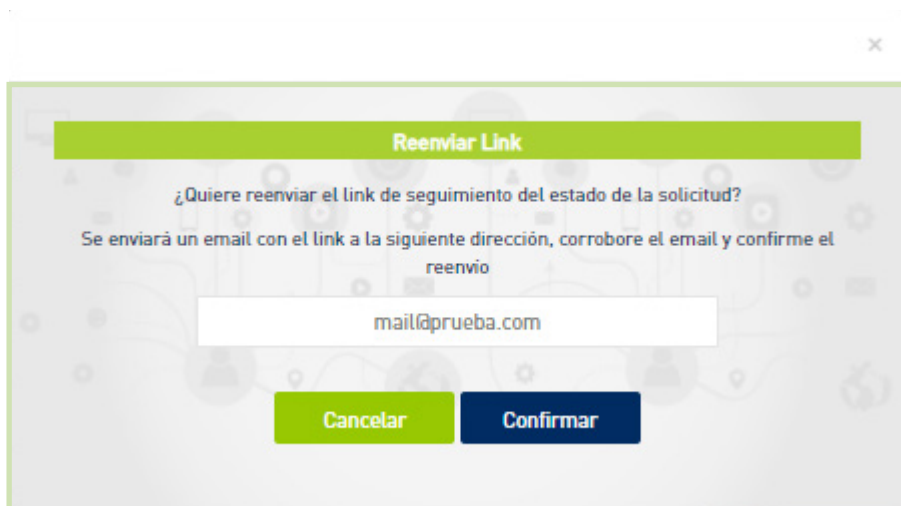 ×
Reenviar Link
¿Quiere reenviar el link de seguimiento del estado de la solicitud?
Se enviará un email con el link a la siguiente dirección, corrobore el email y confirme el
reenvío
mail@prueba.com
Cancelar Confirmar